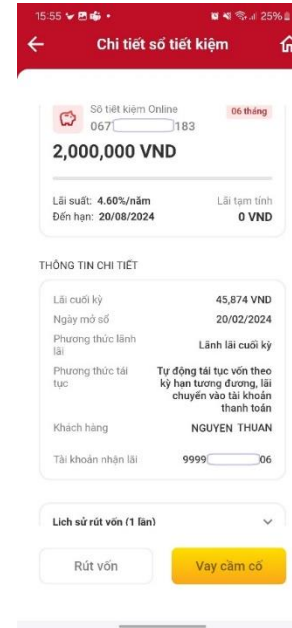 15:55
25%
Chi tiết sổ tiết kiệm
Sổ tiết kiệm Online
06 tháng
067 183
2,000,000 VND
Lãi suất: 4.60%/năm
Lãi tạm tính
Đến hạn: 20/08/2024
0 VND
THÔNG TIN CHI TIẾT
Lãi cuối kỳ
45,874 VND
Ngày mở sổ
20/02/2024
Phương thức lãnh
lãi
Lãnh lãi cuối kỳ
Phương thức tái
tục
Tự động tái tục vốn theo
kỳ hạn tương đương, lãi
chuyển vào tài khoản
thanh toán
Khách hàng
NGUYEN THUAN
Tài khoản nhận lãi
9999 06
Lịch sử rút vốn (1 lần)
Rút vốn
Vay cầm cố